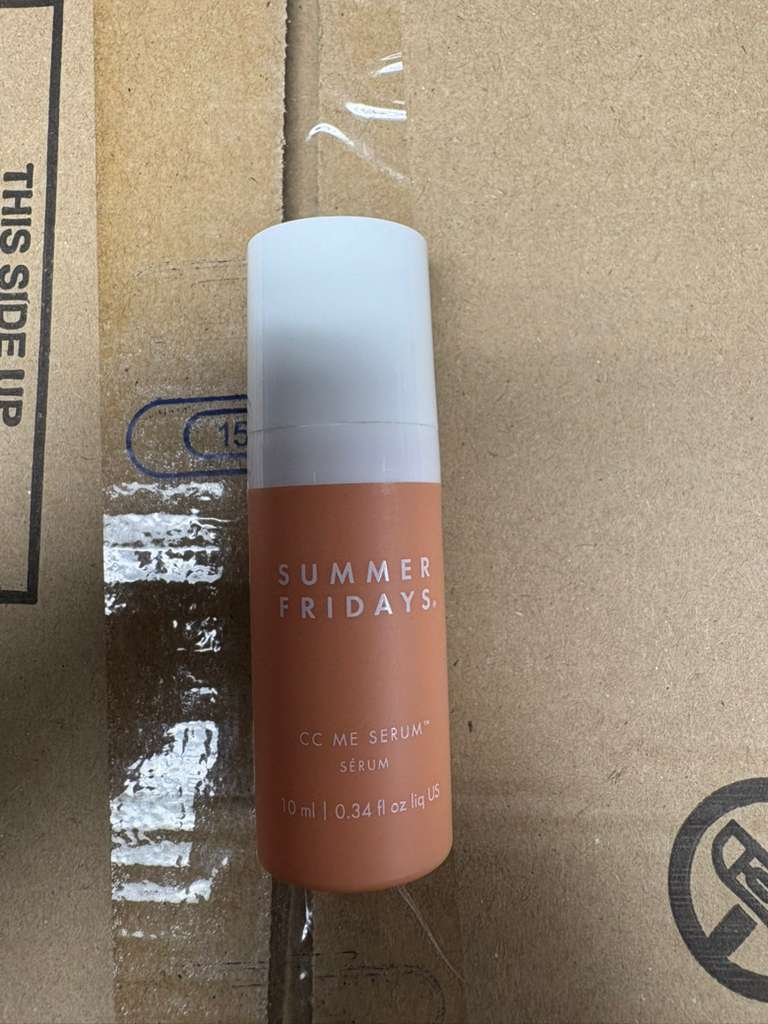 THIS SIDE UP
15
SUMMER
FRIDAYS®
CC ME SERUM™
SÉRUM
10 ml | 0.34 fl oz liq US